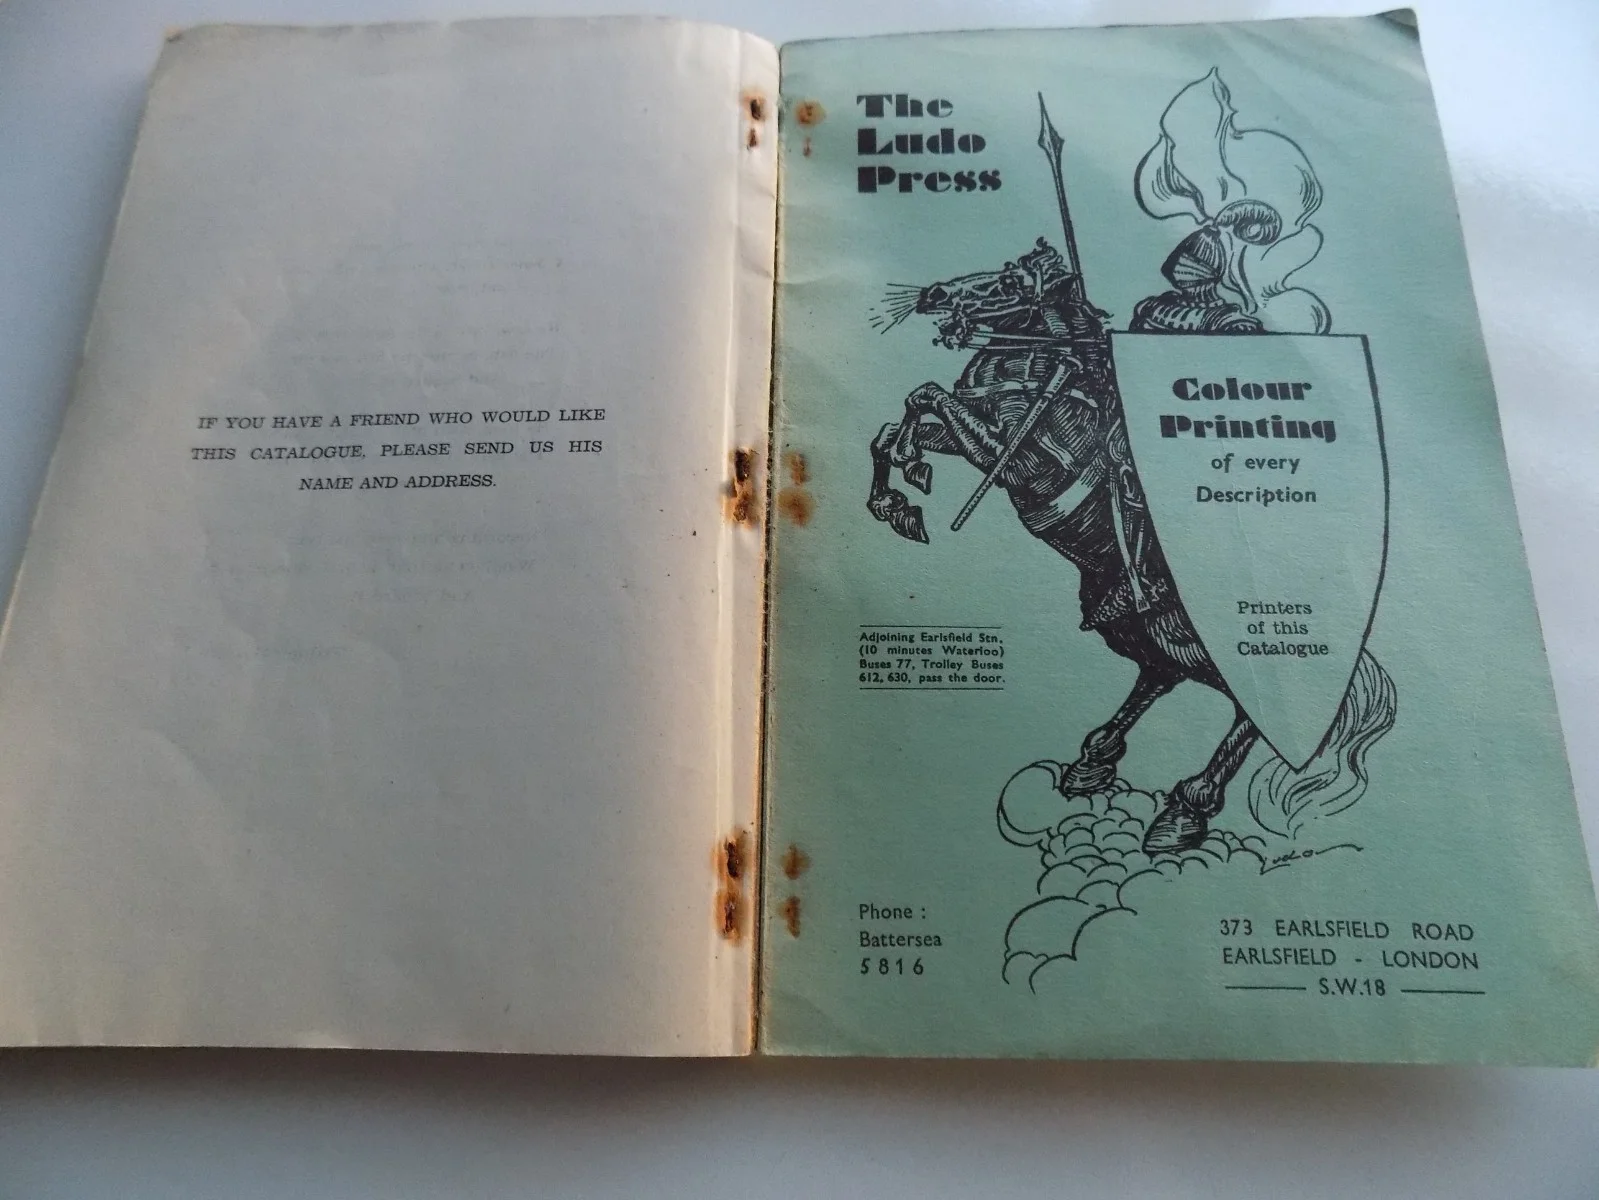 IF YOU HAVE A FRIEND WHO WOULD LIKE
THIS CATALOGUE, PLEASE SEND US HIS
NAME AND ADDRESS.
The
Ludo
Press
Colour
Printing
of every
Description
Printers
of this
Catalogue
Adjoining Earlsfield Stn,
(10 minutes Waterloo)
Buses 77, Trolley Buses
612, 630, pass the door.
Ludo
Phone :
Battersea
5816
373 EARLSFIELD ROAD
EARLSFIELD - LONDON
S.W.18